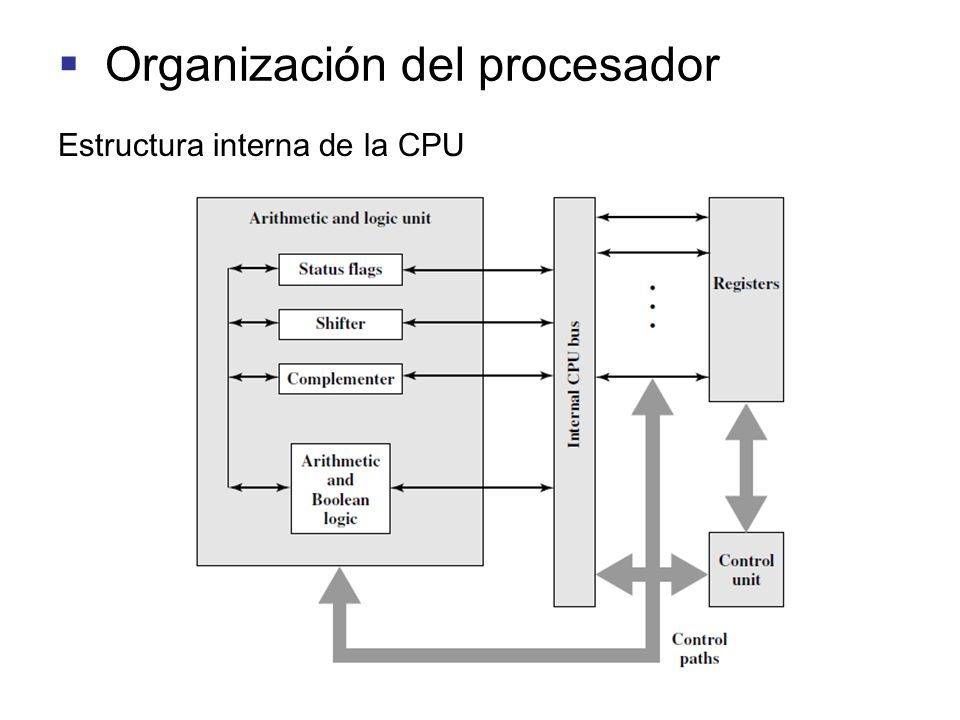 Organización del procesador
Estructura interna de la CPU
Arithmetic and logic unit
Status flags
Shifter
Complementer
Arithmetic
and
Boolean
logic
Internal CPU bus
Registers
Control
unit
Control
paths